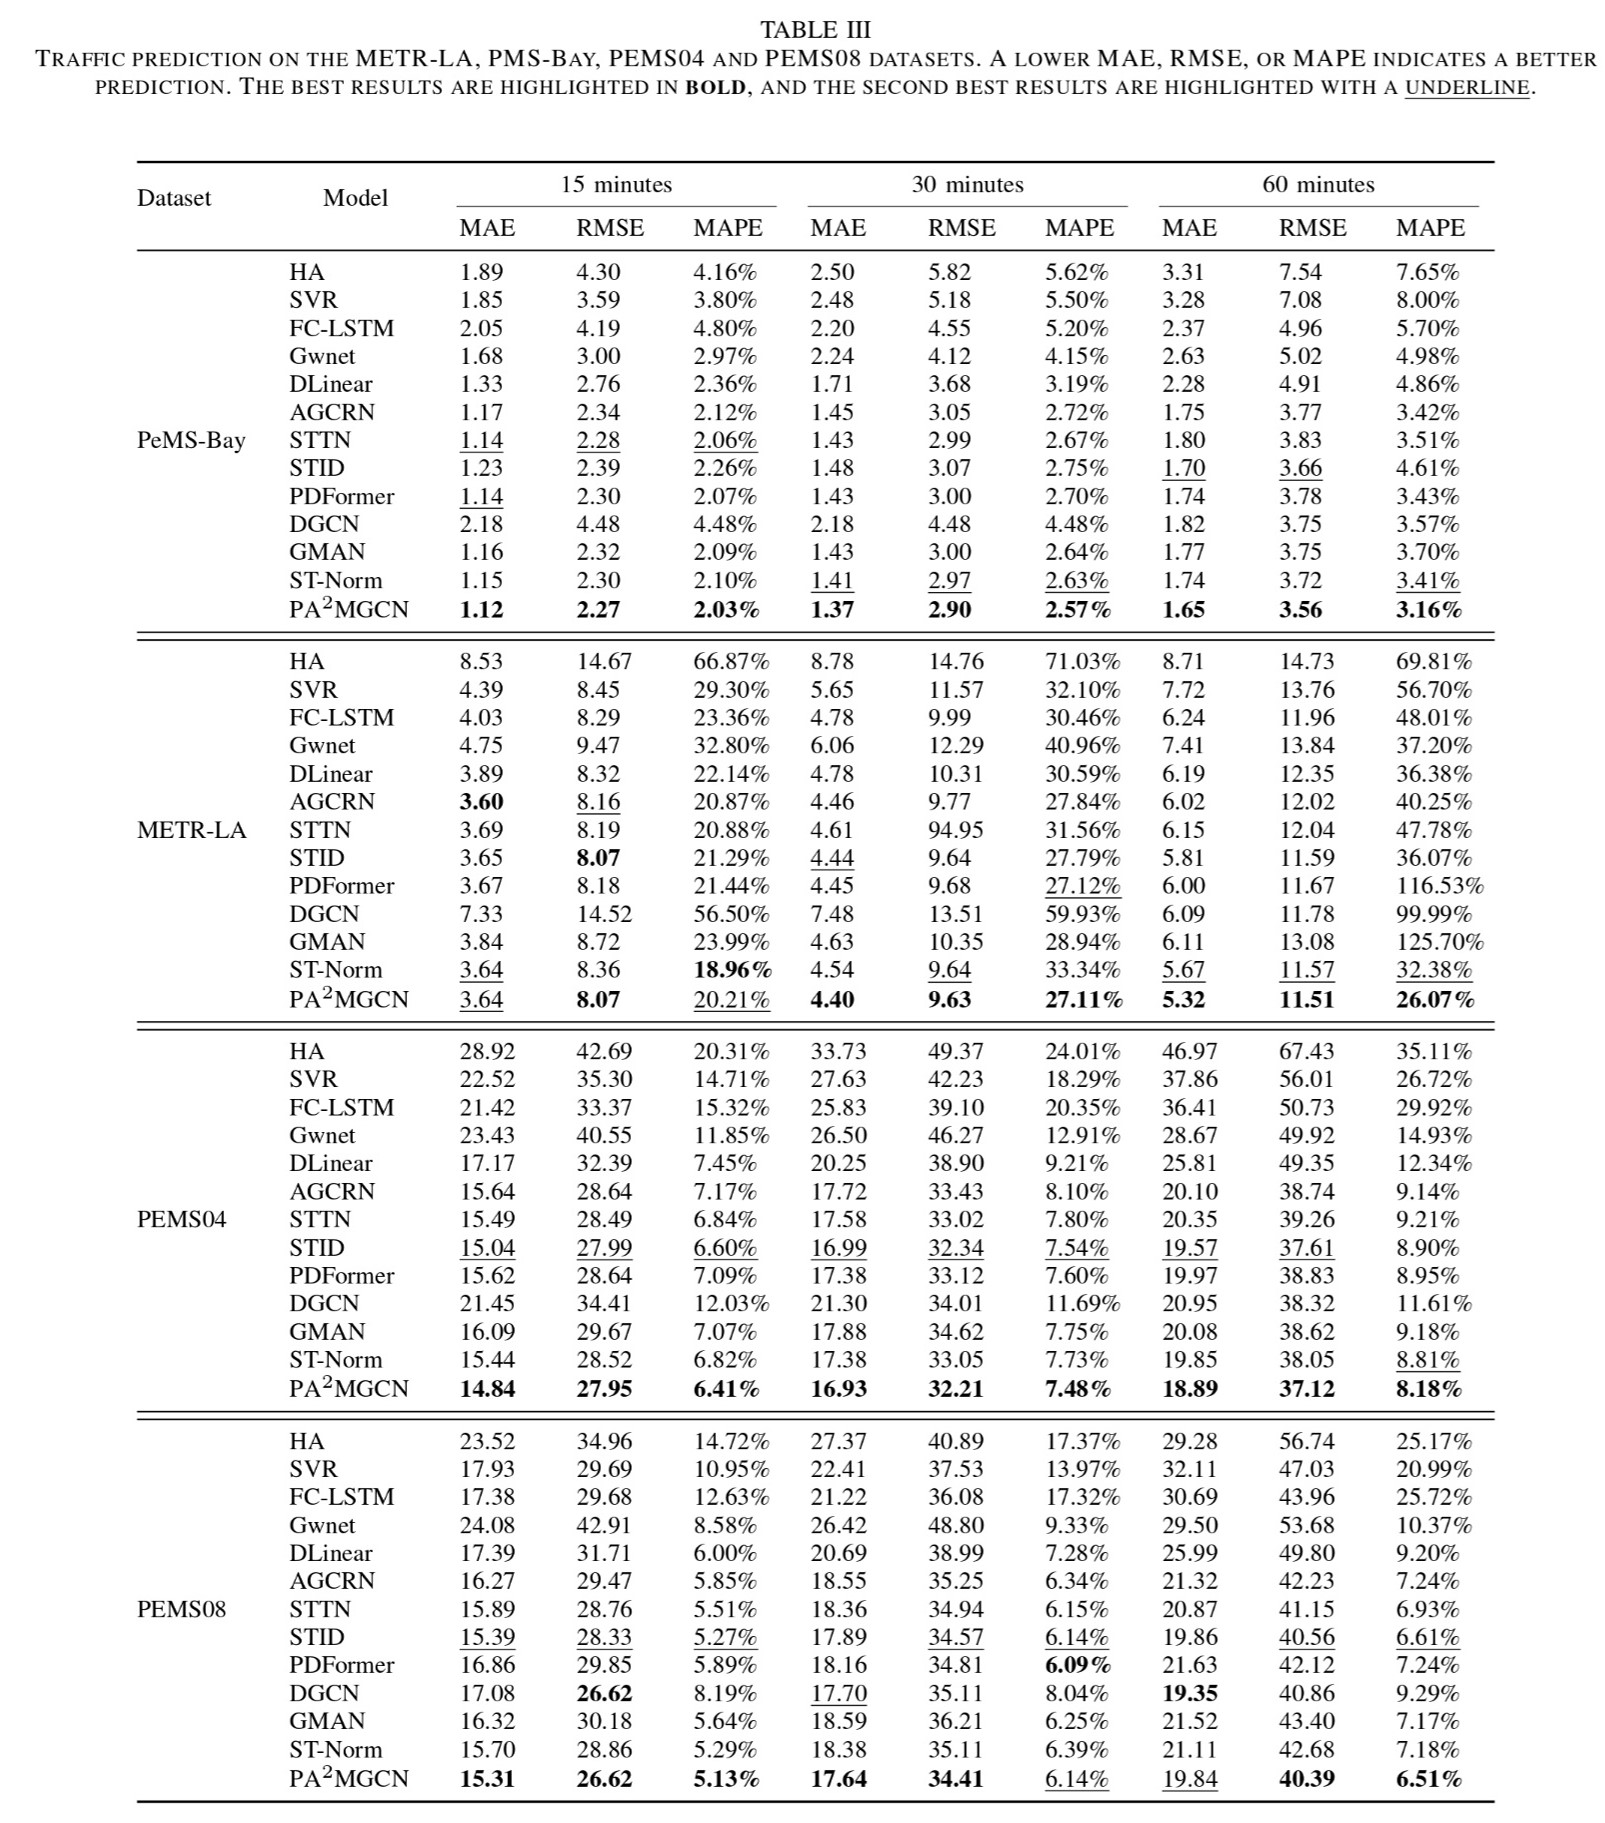 TABLE III
TRAFFIC PREDICTION ON THE METR-LA, PMS-BAY, PEMS04 AND PEMS08 DATASETS. A LOWER MAE, RMSE, OR MAPE INDICATES A BETTER
PREDICTION. THE BEST RESULTS ARE HIGHLIGHTED IN BOLD, AND THE SECOND BEST RESULTS ARE HIGHLIGHTED WITH A UNDERLINE.
Dataset Model 15 minutes 30 minutes 60 minutes
MAE RMSE MAPE MAE RMSE MAPE MAE RMSE MAPE
HA 1.89 4.30 4.16% 2.50 5.82 5.62% 3.31 7.54 7.65%
SVR 1.85 3.59 3.80% 2.48 5.18 5.50% 3.28 7.08 8.00%
FC-LSTM 2.05 4.19 4.80% 2.20 4.55 5.20% 2.37 4.96 5.70%
Gwnet 1.68 3.00 2.97% 2.24 4.12 4.15% 2.63 5.02 4.98%
DLinear 1.33 2.76 2.36% 1.71 3.68 3.19% 2.28 4.91 4.86%
AGCRN 1.17 2.34 2.12% 1.45 3.05 2.72% 1.75 3.77 3.42%
PeMS-Bay STTN 1.14 2.28 2.06% 1.43 2.99 2.67% 1.80 3.83 3.51%
STID 1.23 2.39 2.26% 1.48 3.07 2.75% 1.70 3.66 4.61%
PDFormer 1.14 2.30 2.07% 1.43 3.00 2.70% 1.74 3.78 3.43%
DGCN 2.18 4.48 4.48% 2.18 4.48 4.48% 1.82 3.75 3.57%
GMAN 1.16 2.32 2.09% 1.43 3.00 2.64% 1.77 3.75 3.70%
ST-Norm 1.15 2.30 2.10% 1.41 2.97 2.63% 1.74 3.72 3.41%
PA²MGCN 1.12 2.27 2.03% 1.37 2.90 2.57% 1.65 3.56 3.16%
HA 8.53 14.67 66.87% 8.78 14.76 71.03% 8.71 14.73 69.81%
SVR 4.39 8.45 29.30% 5.65 11.57 32.10% 7.72 13.76 56.70%
FC-LSTM 4.03 8.29 23.36% 4.78 9.99 30.46% 6.24 11.96 48.01%
Gwnet 4.75 9.47 32.80% 6.06 12.29 40.96% 7.41 13.84 37.20%
DLinear 3.89 8.32 22.14% 4.78 10.31 30.59% 6.19 12.35 36.38%
AGCRN 3.60 8.16 20.87% 4.46 9.77 27.84% 6.02 12.02 40.25%
METR-LA STTN 3.69 8.19 20.88% 4.61 94.95 31.56% 6.15 12.04 47.78%
STID 3.65 8.07 21.29% 4.44 9.64 27.79% 5.81 11.59 36.07%
PDFormer 3.67 8.18 21.44% 4.45 9.68 27.12% 6.00 11.67 116.53%
DGCN 7.33 14.52 56.50% 7.48 13.51 59.93% 6.09 11.78 99.99%
GMAN 3.84 8.72 23.99% 4.63 10.35 28.94% 6.11 13.08 125.70%
ST-Norm 3.64 8.36 18.96% 4.54 9.64 33.34% 5.67 11.57 32.38%
PA²MGCN 3.64 8.07 20.21% 4.40 9.63 27.11% 5.32 11.51 26.07%
HA 28.92 42.69 20.31% 33.73 49.37 24.01% 46.97 67.43 35.11%
SVR 22.52 35.30 14.71% 27.63 42.23 18.29% 37.86 56.01 26.72%
FC-LSTM 21.42 33.37 15.32% 25.83 39.10 20.35% 36.41 50.73 29.92%
Gwnet 23.43 40.55 11.85% 26.50 46.27 12.91% 28.67 49.92 14.93%
DLinear 17.17 32.39 7.45% 20.25 38.90 9.21% 25.81 49.35 12.34%
AGCRN 15.64 28.64 7.17% 17.72 33.43 8.10% 20.10 38.74 9.14%
PEMS04 STTN 15.49 28.49 6.84% 17.58 33.02 7.80% 20.35 39.26 9.21%
STID 15.04 27.99 6.60% 16.99 32.34 7.54% 19.57 37.61 8.90%
PDFormer 15.62 28.64 7.09% 17.38 33.12 7.60% 19.97 38.83 8.95%
DGCN 21.45 34.41 12.03% 21.30 34.01 11.69% 20.95 38.32 11.61%
GMAN 16.09 29.67 7.07% 17.88 34.62 7.75% 20.08 38.62 9.18%
ST-Norm 15.44 28.52 6.82% 17.38 33.05 7.73% 19.85 38.05 8.81%
PA²MGCN 14.84 27.95 6.41% 16.93 32.21 7.48% 18.89 37.12 8.18%
HA 23.52 34.96 14.72% 27.37 40.89 17.37% 29.28 56.74 25.17%
SVR 17.93 29.69 10.95% 22.41 37.53 13.97% 32.11 47.03 20.99%
FC-LSTM 17.38 29.68 12.63% 21.22 36.08 17.32% 30.69 43.96 25.72%
Gwnet 24.08 42.91 8.58% 26.42 48.80 9.33% 29.50 53.68 10.37%
DLinear 17.39 31.71 6.00% 20.69 38.99 7.28% 25.99 49.80 9.20%
AGCRN 16.27 29.47 5.85% 18.55 35.25 6.34% 21.32 42.23 7.24%
PEMS08 STTN 15.89 28.76 5.51% 18.36 34.94 6.15% 20.87 41.15 6.93%
STID 15.39 28.33 5.27% 17.89 34.57 6.14% 19.86 40.56 6.61%
PDFormer 16.86 29.85 5.89% 18.16 34.81 6.09% 21.63 42.12 7.24%
DGCN 17.08 26.62 8.19% 17.70 35.11 8.04% 19.35 40.86 9.29%
GMAN 16.32 30.18 5.64% 18.59 36.21 6.25% 21.52 43.40 7.17%
ST-Norm 15.70 28.86 5.29% 18.38 35.11 6.39% 21.11 42.68 7.18%
PA²MGCN 15.31 26.62 5.13% 17.64 34.41 6.14% 19.84 40.39 6.51%